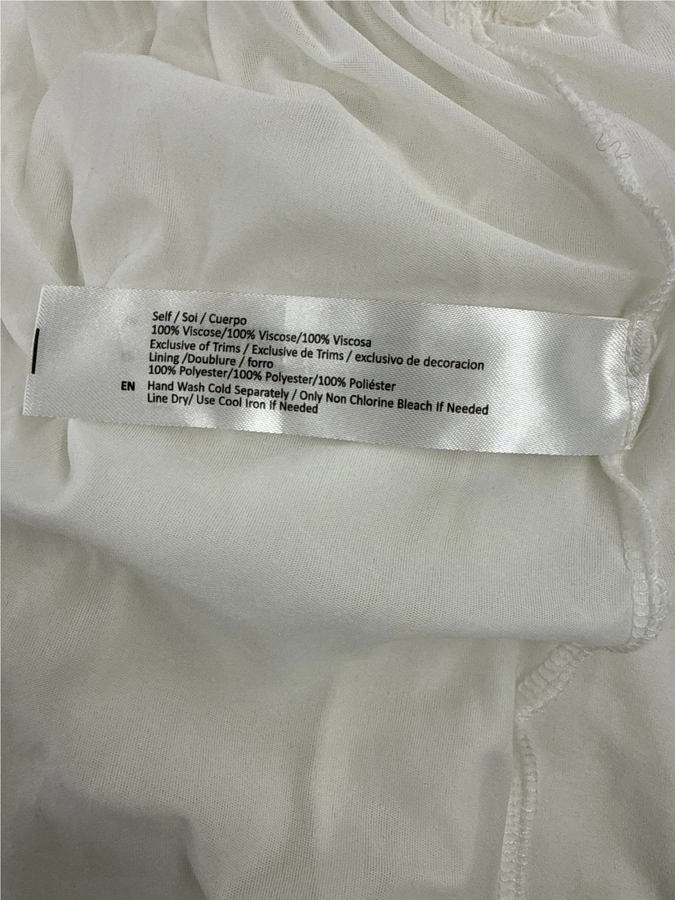 Self / Soi / Cuerpo
100% Viscose/100% Viscose/100% Viscosa
Exclusive of Trims / Exclusive de Trims / exclusivo de decoracion
Lining /Doublure / forro
100% Polyester/100% Polyester/100% Poliéster
EN Hand Wash Cold Separately / Only Non Chlorine Bleach If Needed
Line Dry/ Use Cool Iron If Needed